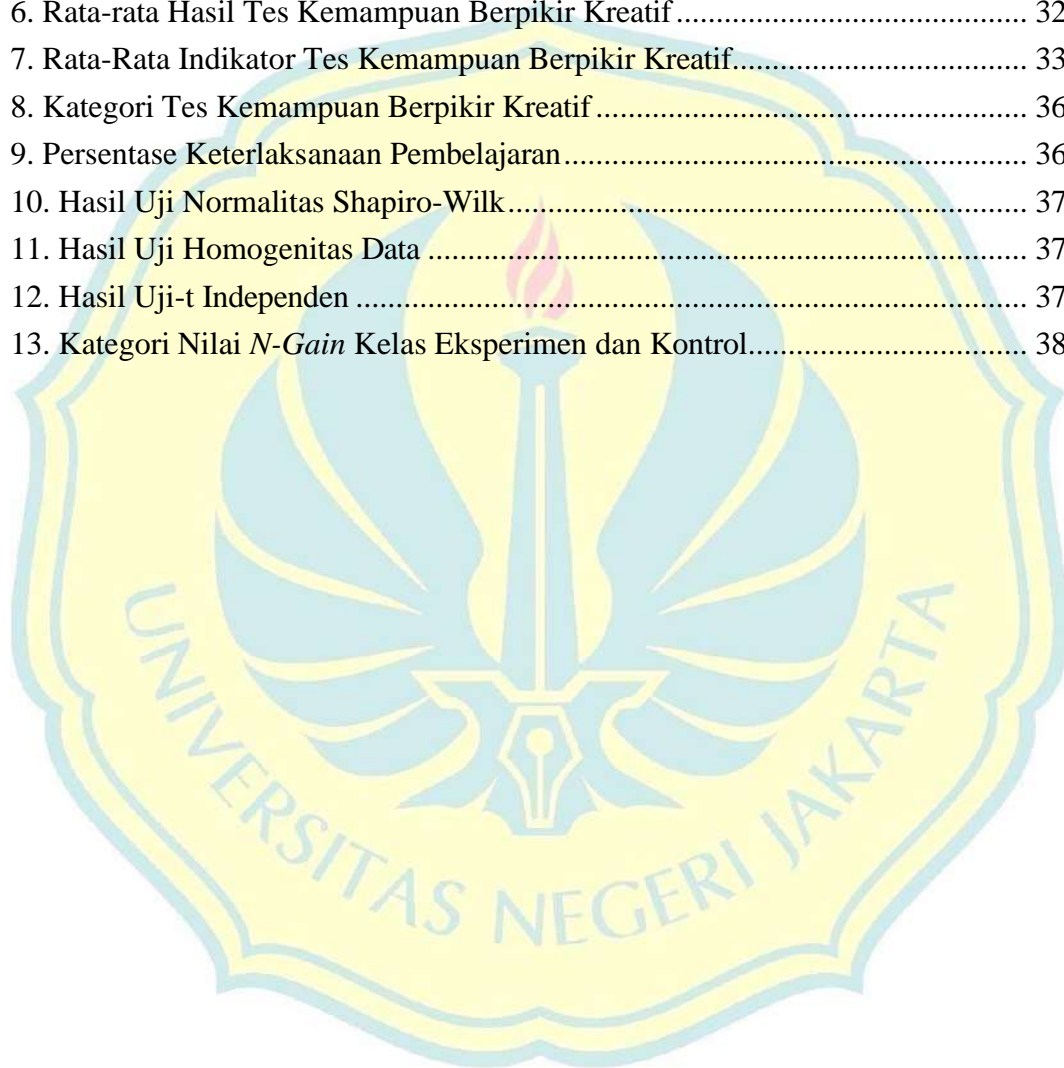 6. Rata-rata Hasil Tes Kemampuan Berpikir Kreatif ..................................................... 32
7. Rata-Rata Indikator Tes Kemampuan Berpikir Kreatif............................................ 33
8. Kategori Tes Kemampuan Berpikir Kreatif ................................................................ 36
9. Persentase Keterlaksanaan Pembelajaran..................................................................... 36
10. Hasil Uji Normalitas Shapiro-Wilk.............................................................................. 37
11. Hasil Uji Homogenitas Data .......................................................................................... 37
12. Hasil Uji-t Independen ..................................................................................................... 37
13. Kategori Nilai N-Gain Kelas Eksperimen dan Kontrol.......................................... 38
UNIVERSITAS NEGERI JAKARTA